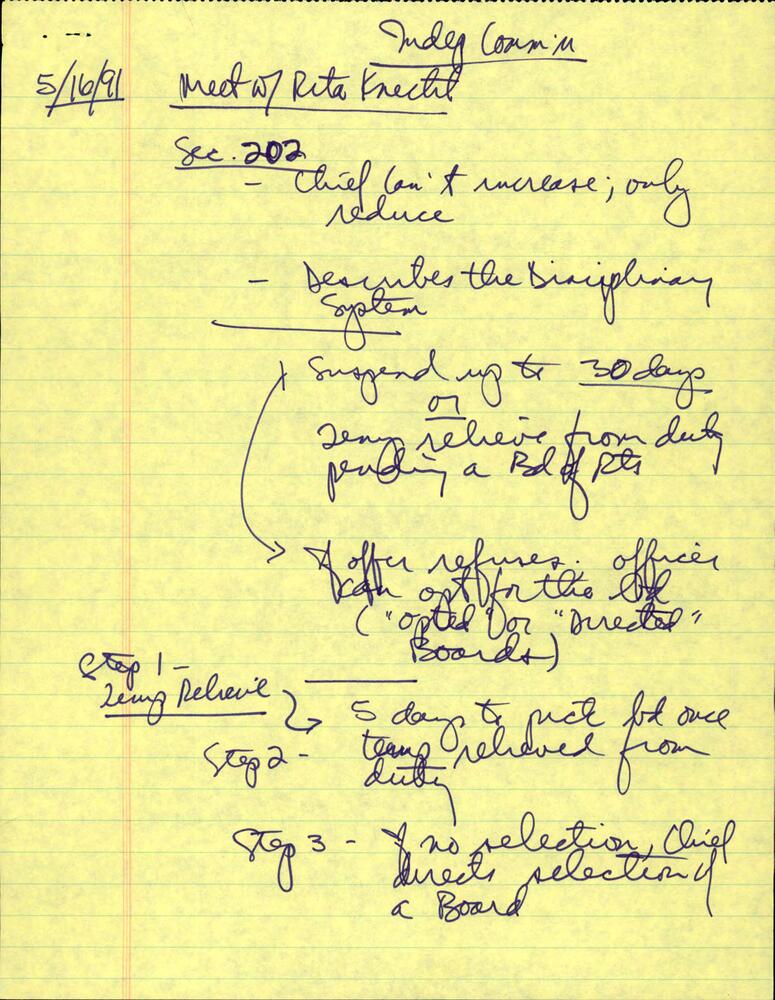 Indep Comm'n
5/16/91 Meet w/ Rita Knecht
Sec. 202
- Chief can't increase; only
reduce
- Describes the Disciplinary
System
Suspend up to 30 days
or
Temp relieve from duty
pending a Bd of Rts
If offer refuses. officer
can opt for the bd
("opted" or "Directed"
Boards)
Step 1 -
Temp Relieve
5 days to pick bd once
Step 2 - temp relieved from
duty
Step 3 - If no selection, Chief
directs selection of
a Board